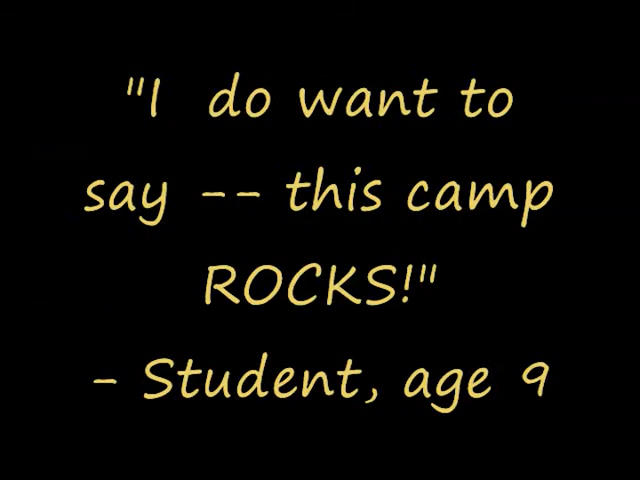 "I do want to
say -- this camp
ROCKS!"
- Student, age 9